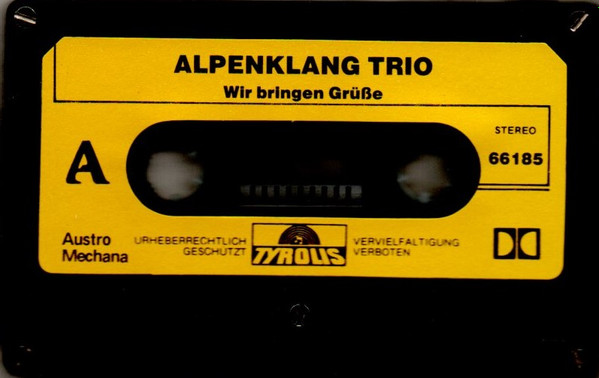 ALPENKLANG TRIO
Wir bringen Grüße
STEREO
66185
A
Austro
Mechana
URHEBERRECHTLICH
GESCHÜTZT
TYROLIS
VERVIELFÄLTIGUNG
VERBOTEN